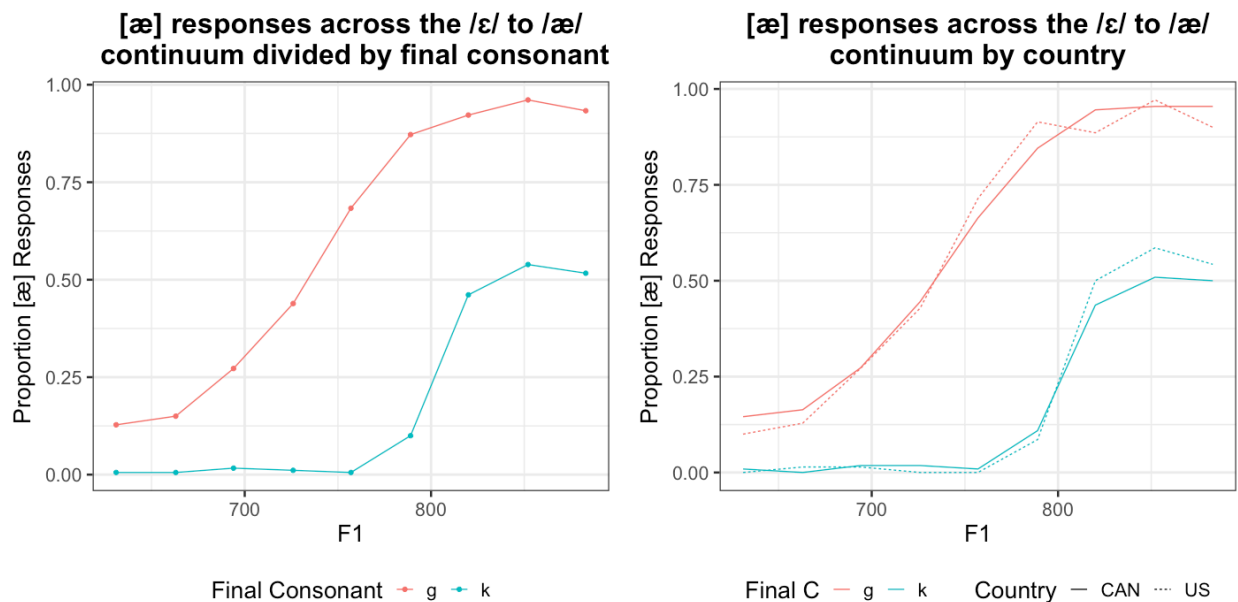 [æ] responses across the /ε/ to /æ/
continuum divided by final consonant
1.00
0.75
0.50
0.25
0.00
Proportion [æ] Responses
700
800
F1
Final Consonant g k
[æ] responses across the /ε/ to /æ/
continuum by country
1.00
0.75
0.50
0.25
0.00
Proportion [æ] Responses
700
800
F1
Final C g k Country CAN US